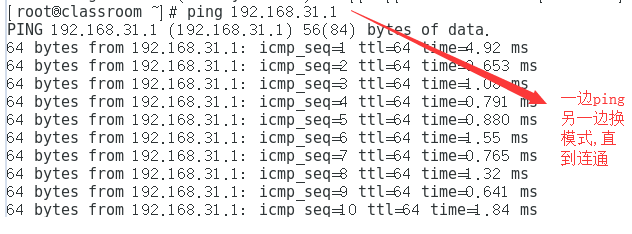 [root@classroom ~]# ping 192.168.31.1
PING 192.168.31.1 (192.168.31.1) 56(84) bytes of data.
64 bytes from 192.168.31.1: icmp_seq=1 ttl=64 time=4.92 ms
64 bytes from 192.168.31.1: icmp_seq=2 ttl=64 time=0.653 ms
64 bytes from 192.168.31.1: icmp_seq=3 ttl=64 ms
64 bytes from 192.168.31.1: icmp_seq=4 ttl=64 time=0.791 ms
64 bytes from 192.168.31.1: icmp_seq=5 ttl=64 time=0.880 ms
64 bytes from 192.168.31.1: icmp_seq=6 ttl=64 time=1.55 ms
64 bytes from 192.168.31.1: icmp_seq=7 ttl=64 time=0.765 ms
64 bytes from 192.168.31.1: icmp_seq=8 ttl=64 time=1.32 ms
64 bytes from 192.168.31.1: icmp_seq=9 ttl=64 time=0.641 ms
64 bytes from 192.168.31.1: icmp_seq=10 ttl=64 time=1.84 ms
一边ping
另一边换
模式,直
到连通